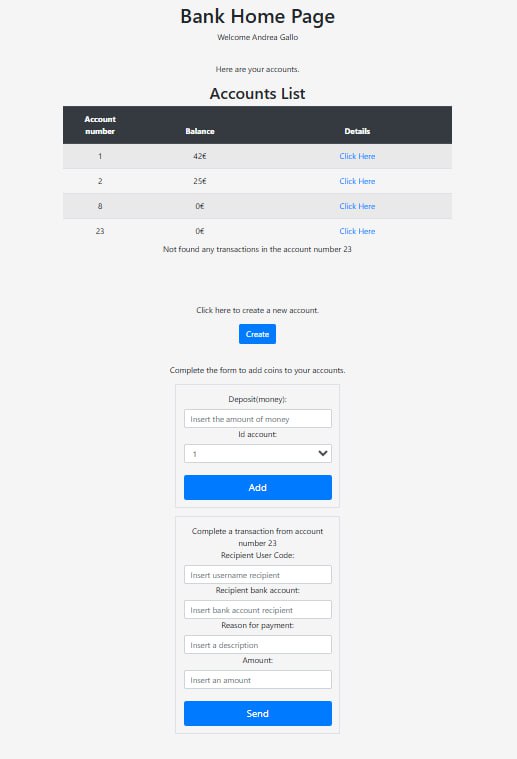 Bank Home Page
Welcome Andrea Gallo
Here are your accounts.
Accounts List
Account number Balance Details
1 42€ Click Here
2 25€ Click Here
8 0€ Click Here
23 0€ Click Here
Not found any transactions in the account number 23
Click here to create a new account.
Create
Complete the form to add coins to your accounts.
Deposit(money):
Insert the amount of money
Id account:
1
Add
Complete a transaction from account
number 23
Recipient User Code:
Insert username recipient
Recipient bank account:
Insert bank account recipient
Reason for payment:
Insert a description
Amount:
Insert an amount
Send